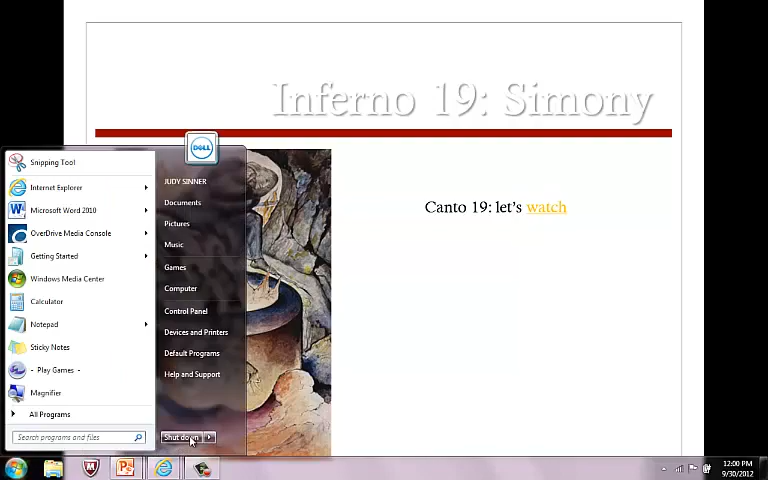 Inferno 19: Simony
Canto 19: let's watch
DELL
Snipping Tool
Internet Explorer
Microsoft Word 2010
OverDrive Media Console
Getting Started
Windows Media Center
Calculator
Notepad
Sticky Notes
- Play Games -
Magnifier
All Programs
Search programs and files
JUDY SINNER
Documents
Pictures
Music
Games
Computer
Control Panel
Devices and Printers
Default Programs
Help and Support
Shut down
12:00 PM
9/30/2012